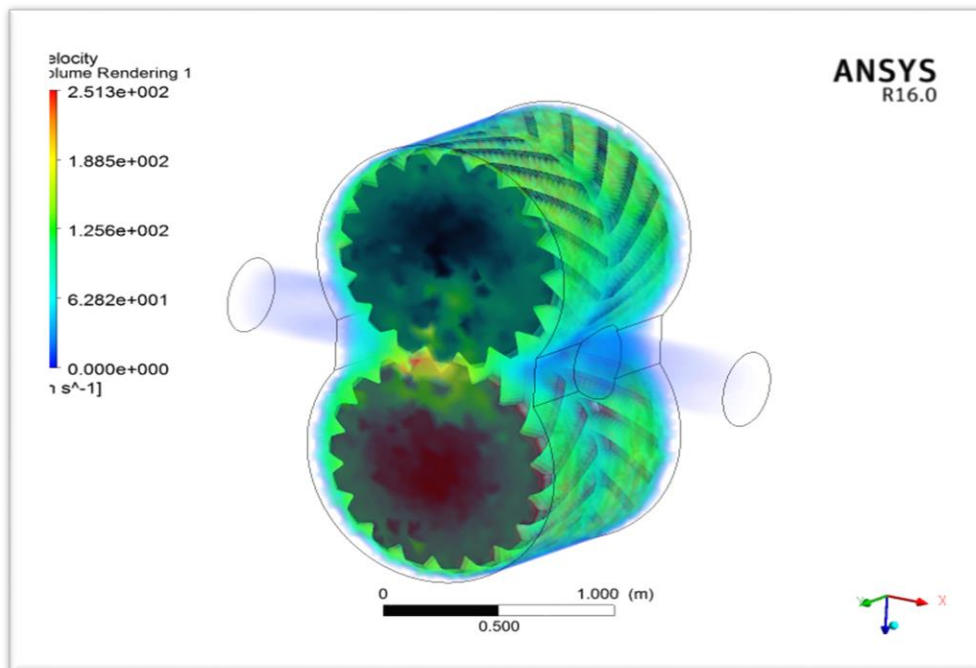 elocity
olume Rendering 1
2.513e+002
1.885e+002
1.256e+002
6.282e+001
0.000e+000
s^-1]
ANSYS
R16.0
0 1.000 (m)
0.500
Y X